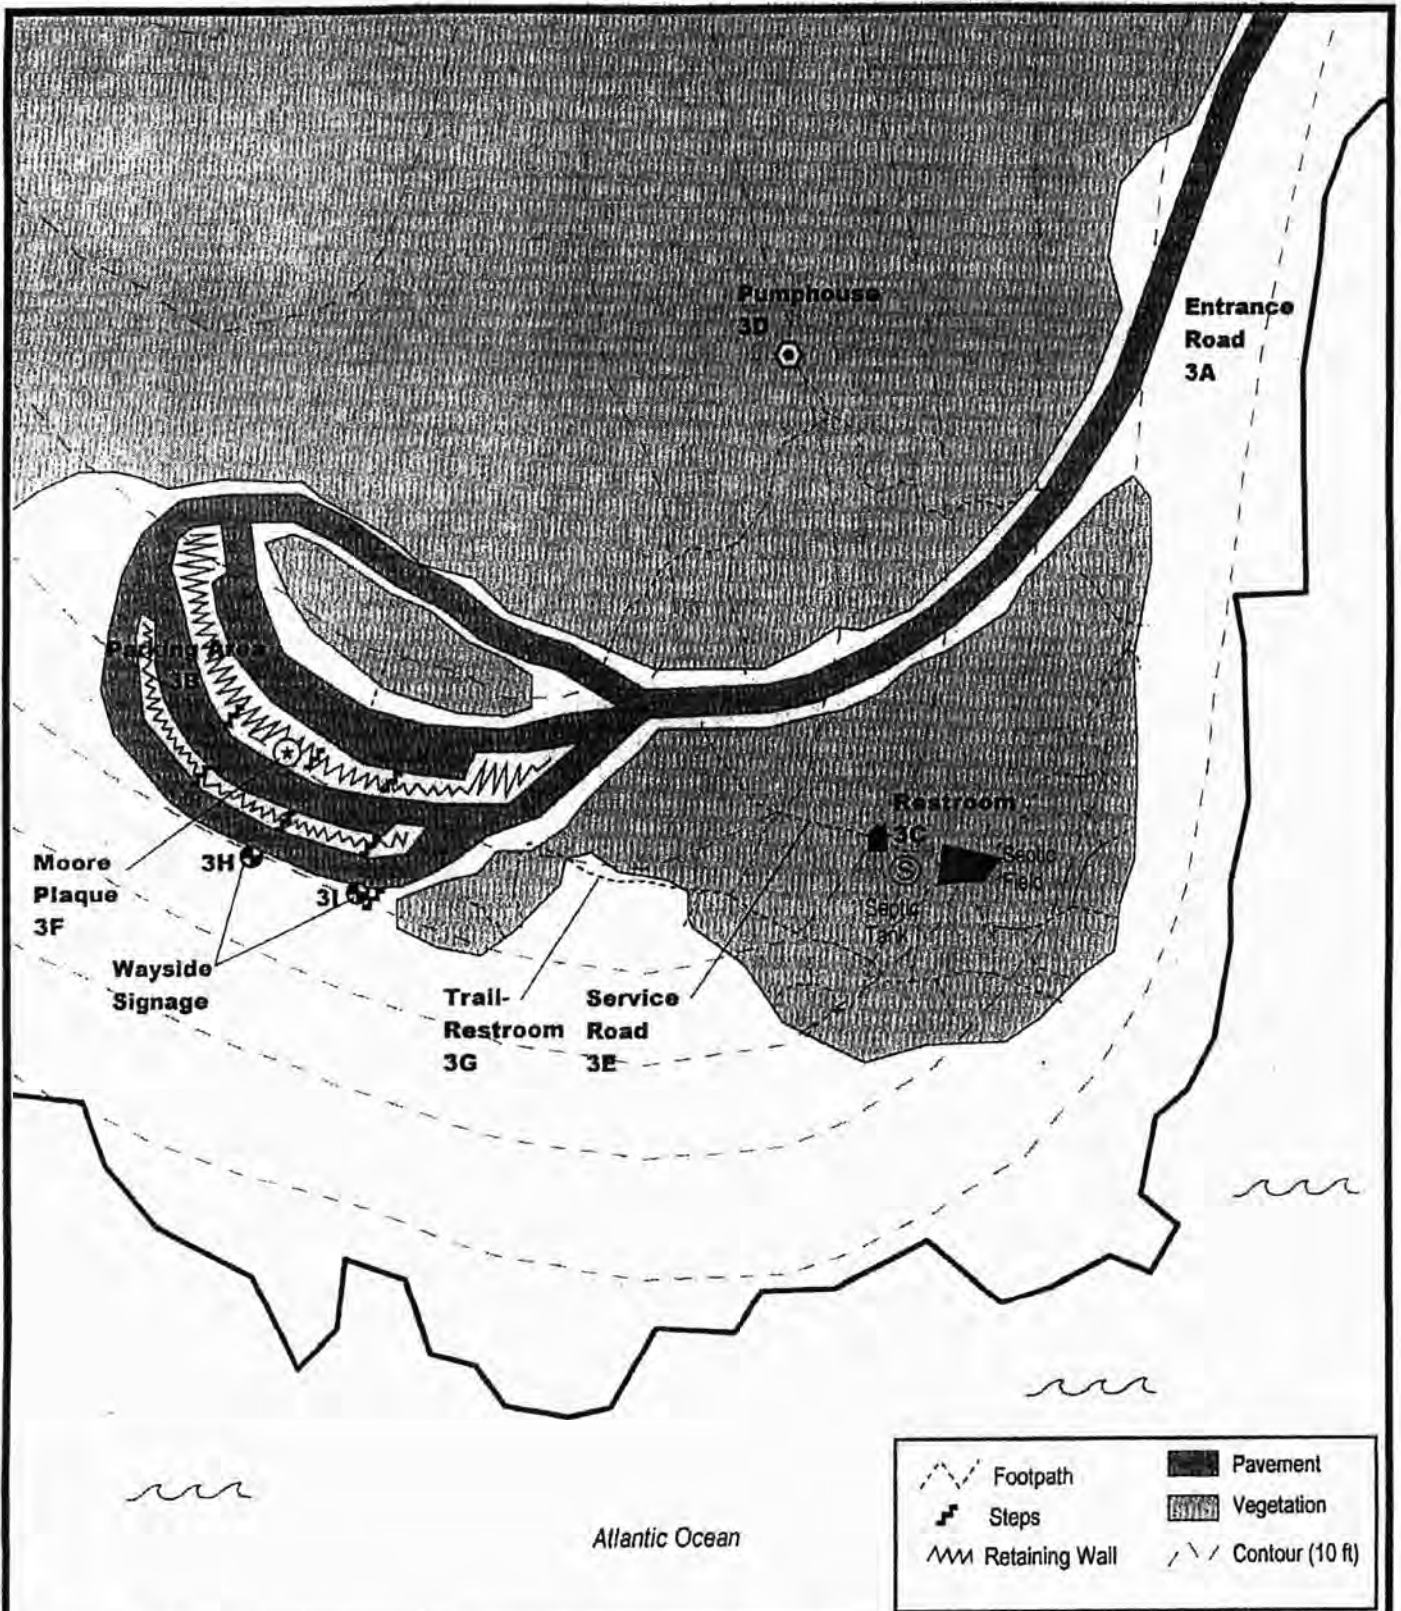 Pumphouse
3D
Entrance
Road
3A
Parking Area
3B
Restroom
3C
Septic
Field
S
Septic
Tank
Moore
Plaque
3F
3H
3I
Wayside
Signage
Trail-
Restroom
3G
Service
Road
3E
Atlantic Ocean
Footpath
Steps
Retaining Wall
Pavement
Vegetation
Contour (10 ft)